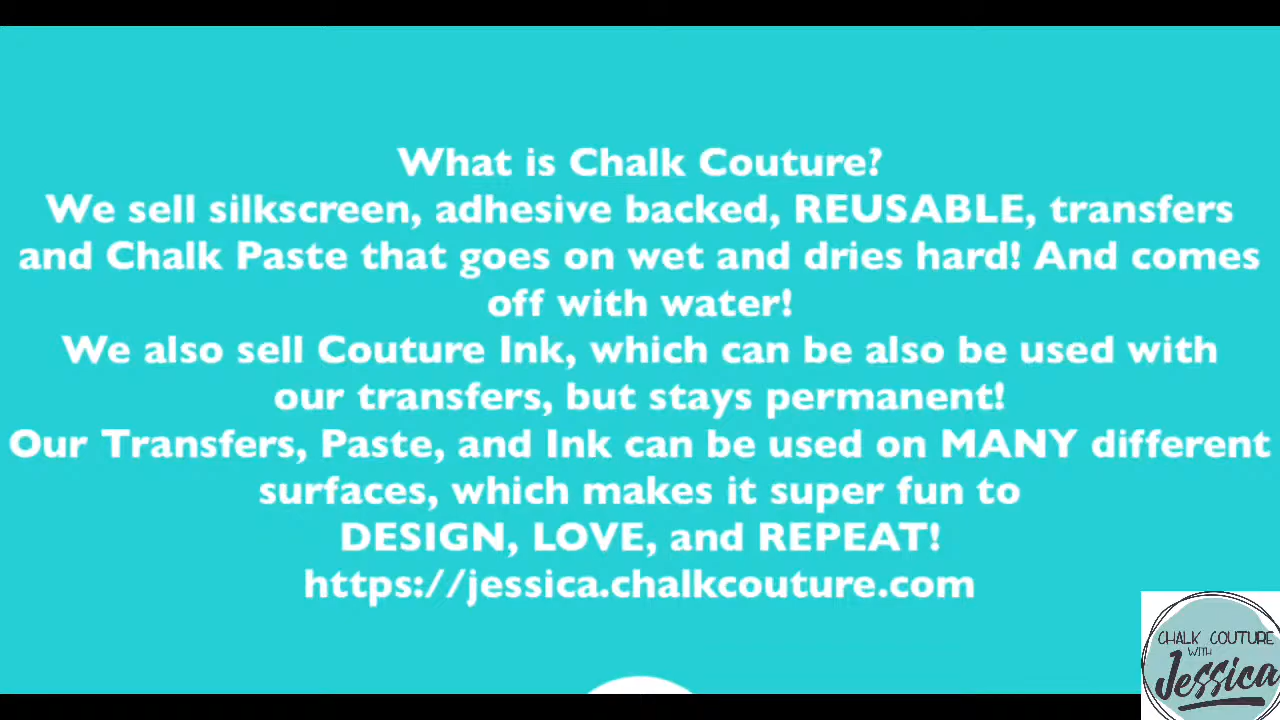 What is Chalk Couture?
We sell silkscreen, adhesive backed, REUSABLE, transfers
and Chalk Paste that goes on wet and dries hard! And comes
off with water!
We also sell Couture Ink, which can be also be used with
our transfers, but stays permanent!
Our Transfers, Paste, and Ink can be used on MANY different
surfaces, which makes it super fun to
DESIGN, LOVE, and REPEAT!
https://jessica.chalkcouture.com
CHALK COUTURE
WITH
Jessica